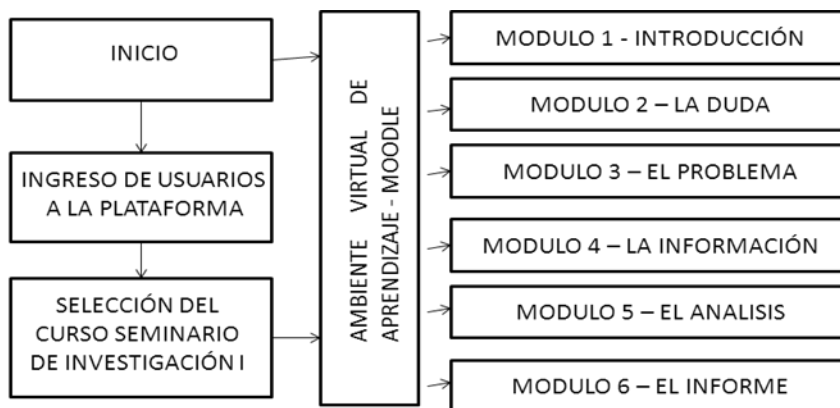 INICIO
INGRESO DE USUARIOS
A LA PLATAFORMA
SELECCIÓN DEL
CURSO SEMINARIO
DE INVESTIGACIÓN I
AMBIENTE VIRTUAL DE
APRENDIZAJE - MOODLE
MODULO 1 - INTRODUCCIÓN
MODULO 2 – LA DUDA
MODULO 3 – EL PROBLEMA
MODULO 4 – LA INFORMACIÓN
MODULO 5 – EL ANALISIS
MODULO 6 – EL INFORME